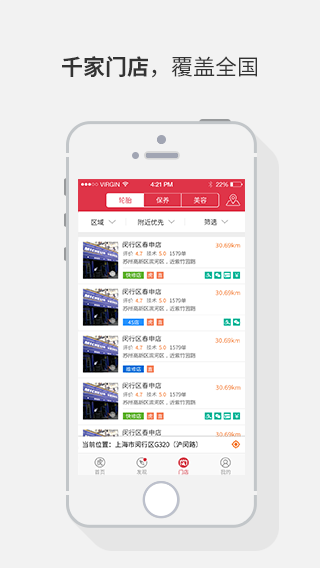 千家门店，覆盖全国
VIRGIN 4:21 PM 22%
轮胎 保养 美容
区域 附近优先 筛选
闵行区春申店 30.69km
评价 4.7 技术 5.0 1579单
苏州高新区滨河区，近紫竹园路
快修店
闵行区春申店 30.69km
评价 4.7 技术 5.0 1579单
苏州高新区滨河区，近紫竹园路
4S店
闵行区春申店 30.69km
评价 4.7 技术 5.0 1579单
苏州高新区滨河区，近紫竹园路
维修店
闵行区春申店 30.69km
评价 4.7 技术 5.0 1579单
苏州高新区滨河区，近紫竹园路
快修店
闵行区春申店 30.69km
当前位置：上海市闵行区G320（沪闵路）
首页 发现 门店 我的